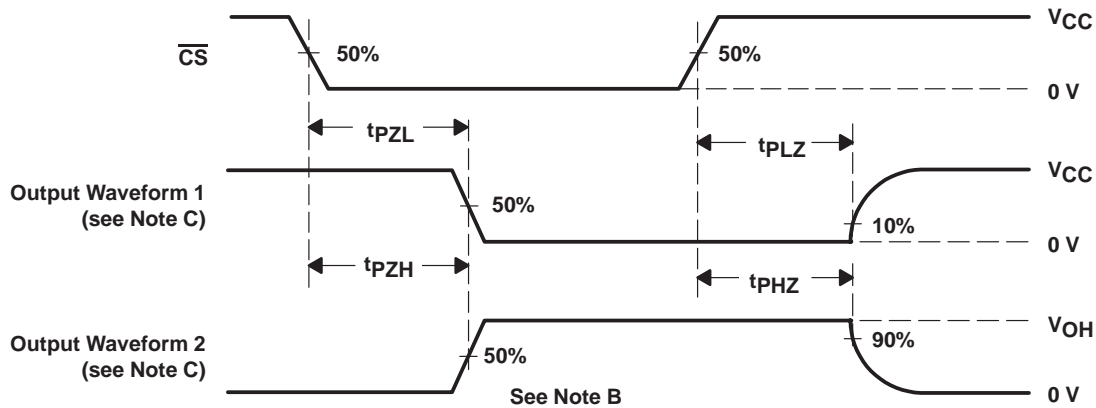 VCC
CS
50%
50%
0 V
tPZL
tPLZ
VCC
Output Waveform 1
(see Note C)
50%
10%
0 V
tPZH
tPHZ
VOH
Output Waveform 2
(see Note C)
50%
90%
See Note B
0 V